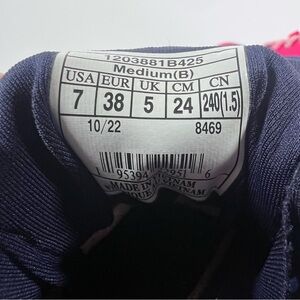 1203881B425
Medium(B)
USA EUR UK CM CN
7 38 5 24 240(1.5)
10/22 8469
MADE IN VIETNAM